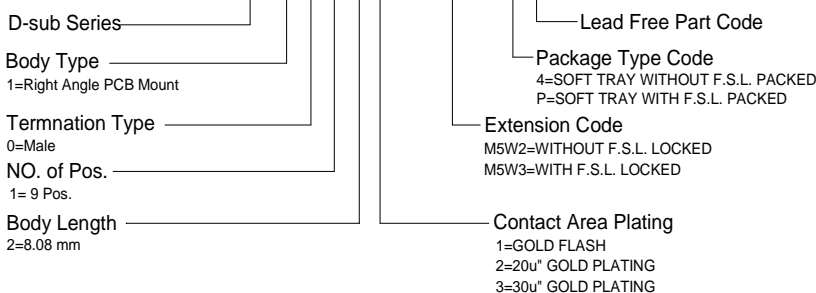 D-sub Series
Body Type
1=Right Angle PCB Mount
Termnation Type
0=Male
NO. of Pos.
1= 9 Pos.
Body Length
2=8.08 mm
Lead Free Part Code
Package Type Code
4=SOFT TRAY WITHOUT F.S.L. PACKED
P=SOFT TRAY WITH F.S.L. PACKED
Extension Code
M5W2=WITHOUT F.S.L. LOCKED
M5W3=WITH F.S.L. LOCKED
Contact Area Plating
1=GOLD FLASH
2=20u" GOLD PLATING
3=30u" GOLD PLATING